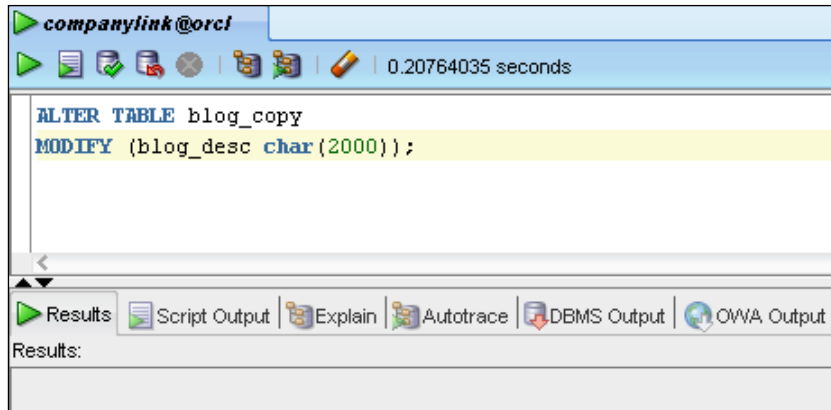 companylink@orcl
0.20764035 seconds
ALTER TABLE blog_copy
MODIFY (blog_desc char(2000));
Results Script Output Explain Autotrace DBMS Output OWA Output
Results: